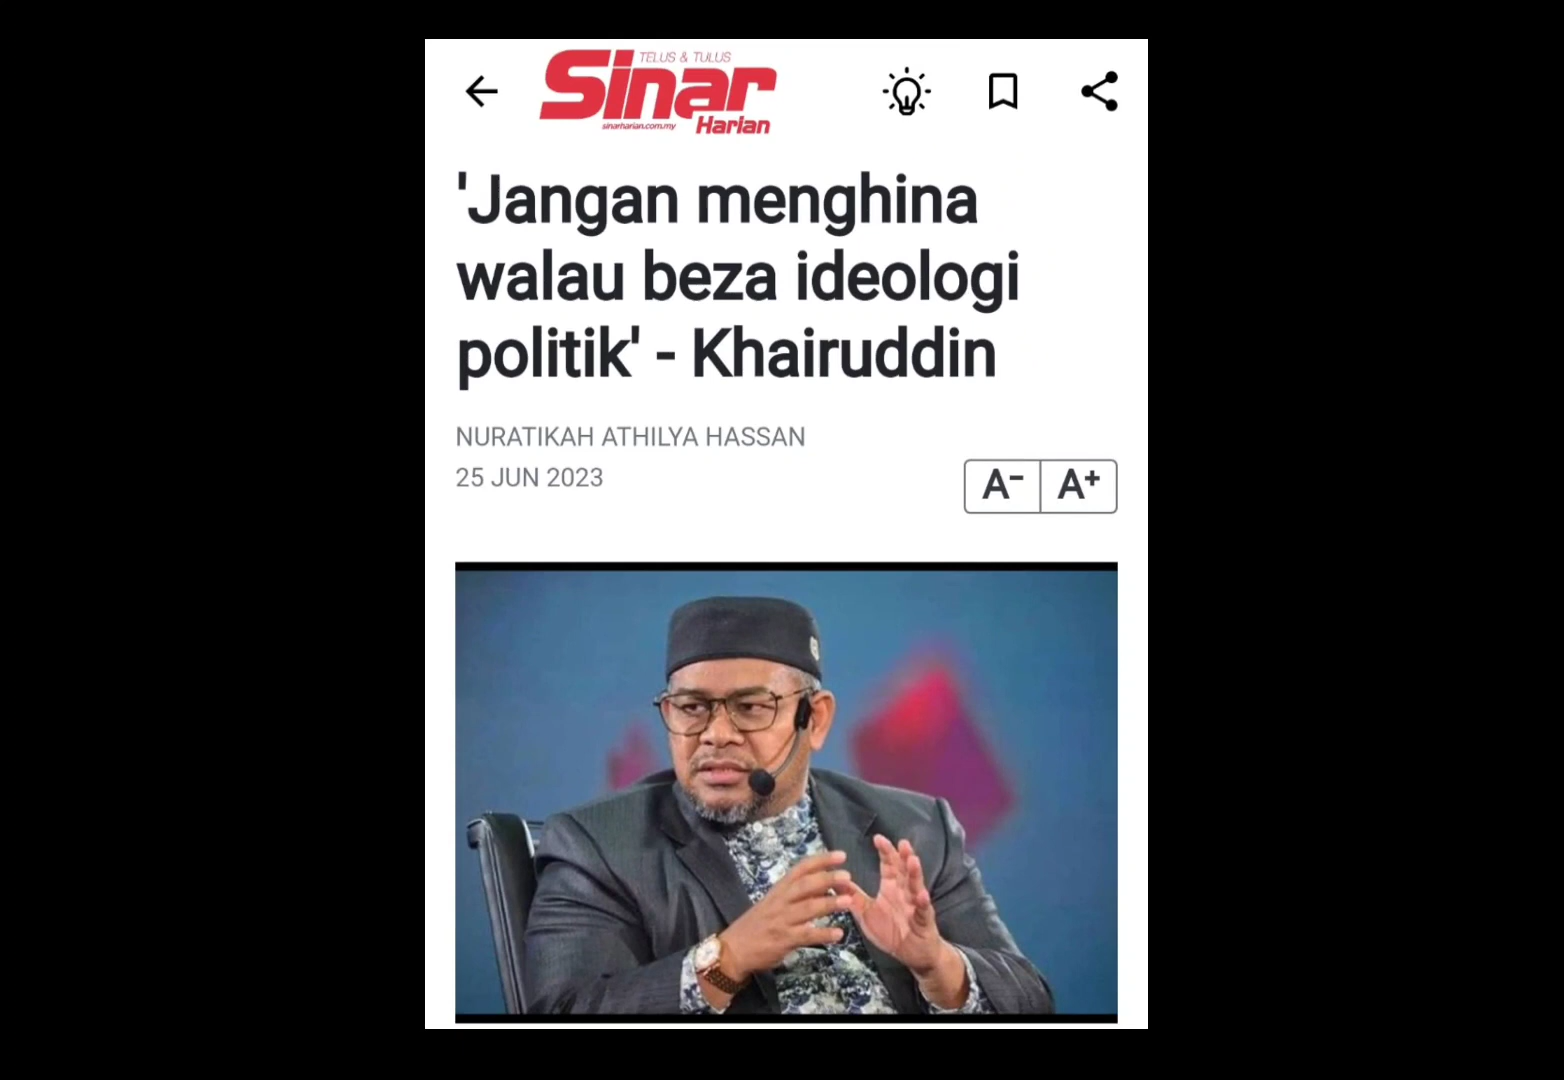 TELUS & TULUS
Sinar
sinarharian.com.my
Harian
'Jangan menghina
walau beza ideologi
politik' - Khairuddin
NURATIKAH ATHILYA HASSAN
25 JUN 2023
A- A+